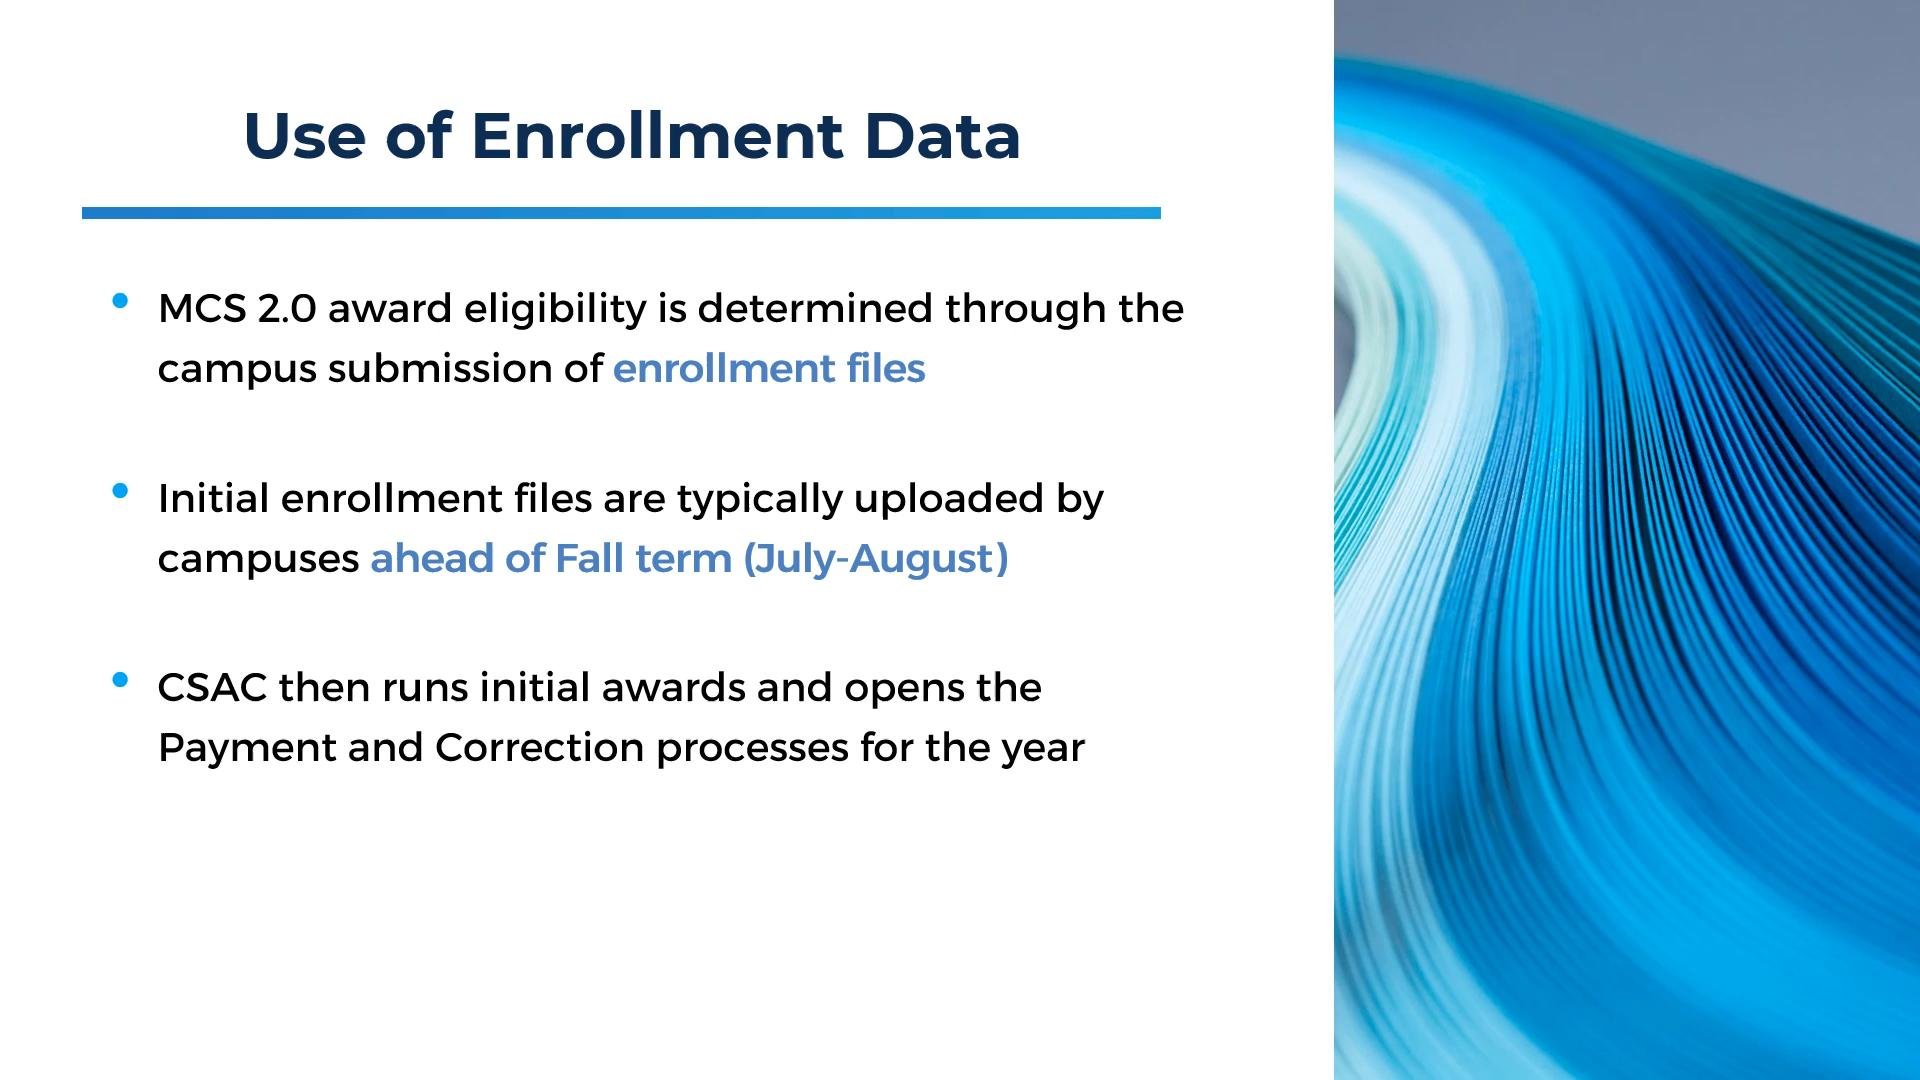 Use of Enrollment Data
• MCS 2.0 award eligibility is determined through the
campus submission of enrollment files
• Initial enrollment files are typically uploaded by
campuses ahead of Fall term (July-August)
• CSAC then runs initial awards and opens the
Payment and Correction processes for the year